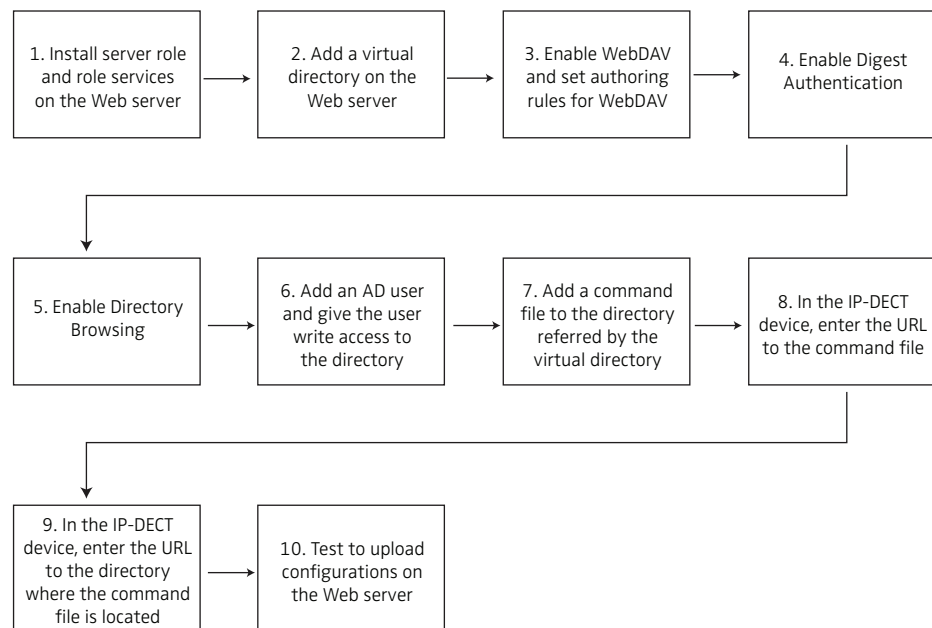 1. Install server role
and role services
on the Web server
2. Add a virtual
directory on the
Web server
3. Enable WebDAV
and set authoring
rules for WebDAV
4. Enable Digest
Authentication
5. Enable Directory
Browsing
6. Add an AD user
and give the user
write access to
the directory
7. Add a command
file to the directory
referred by the
virtual directory
8. In the IP-DECT
device, enter the URL
to the command file
9. In the IP-DECT
device, enter the URL
to the directory
where the command
file is located
10. Test to upload
configurations on
the Web server